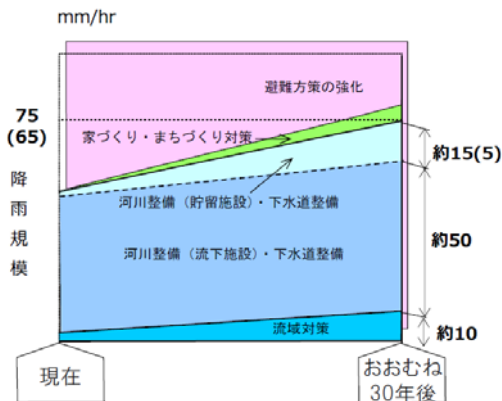 mm/hr
避難方策の強化
75
(65)
家づくり・まちづくり対策
約15(5)
降雨規模
河川整備（貯留施設）・下水道整備
約50
河川整備（流下施設）・下水道整備
流域対策
約10
現在
おおむね
30年後